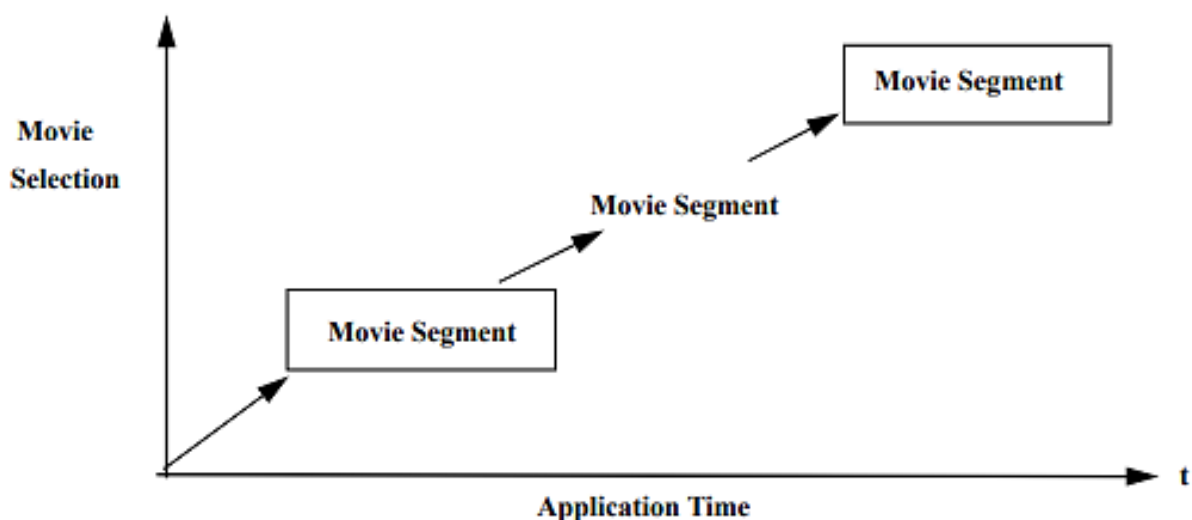 Movie Segment
Movie
Selection
Movie Segment
Movie Segment
t
Application Time